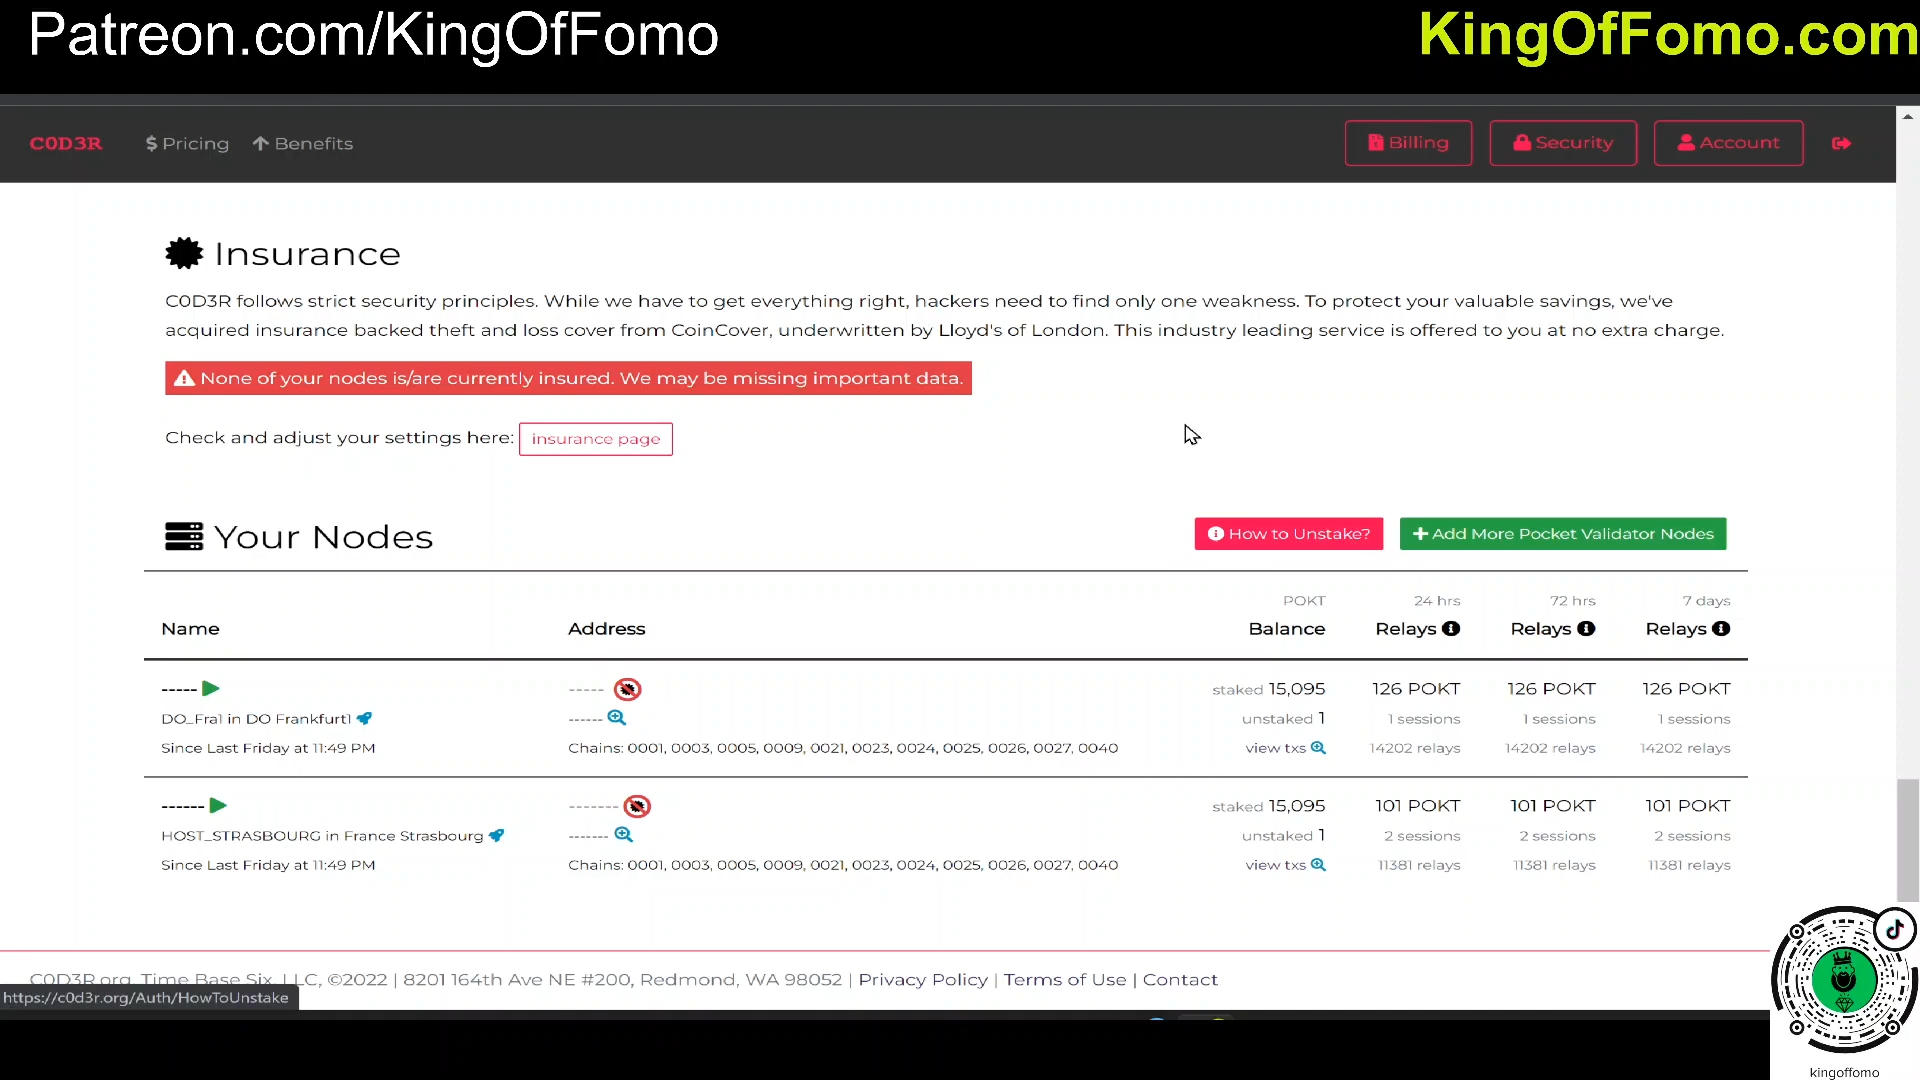 Patreon.com/KingOfFomo
KingOfFomo.com
C0D3R
$ Pricing
Benefits
Billing
Security
Account
Insurance
C0D3R follows strict security principles. While we have to get everything right, hackers need to find only one weakness. To protect your valuable savings, we've
acquired insurance backed theft and loss cover from CoinCover, underwritten by Lloyd's of London. This industry leading service is offered to you at no extra charge.
None of your nodes is/are currently insured. We may be missing important data.
Check and adjust your settings here: insurance page
Your Nodes
How to Unstake?
Add More Pocket Validator Nodes
POKT 24 hrs 72 hrs 7 days
Name Address Balance Relays Relays Relays
----- ----- staked 15,095 126 POKT 126 POKT 126 POKT
DO_Fra1 in DO Frankfurt1 ------ unstaked 1 1 sessions 1 sessions 1 sessions
Since Last Friday at 11:49 PM Chains: 0001, 0003, 0005, 0009, 0021, 0023, 0024, 0025, 0026, 0027, 0040 view txs 14202 relays 14202 relays 14202 relays
------ ------- staked 15,095 101 POKT 101 POKT 101 POKT
HOST_STRASBOURG in France Strasbourg ------ unstaked 1 2 sessions 2 sessions 2 sessions
Since Last Friday at 11:49 PM Chains: 0001, 0003, 0005, 0009, 0021, 0023, 0024, 0025, 0026, 0027, 0040 view txs 11381 relays 11381 relays 11381 relays
C0D3R.org, Time Base Six, LLC, ©2022 | 8201 164th Ave NE #200, Redmond, WA 98052 | Privacy Policy | Terms of Use | Contact
https://c0d3r.org/Auth/HowToUnstake
kingoffomo